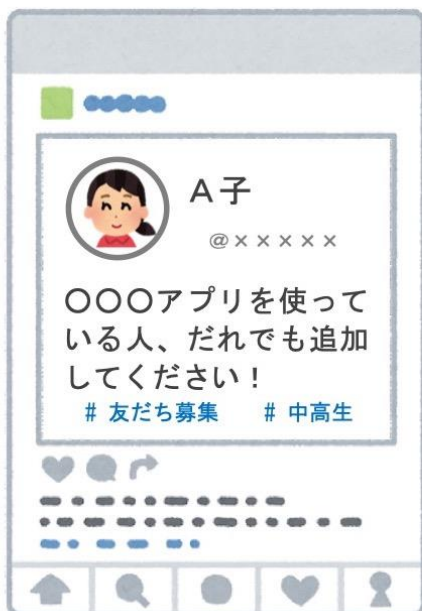 A子
@×××××
〇〇〇アプリを使って
いる人、だれでも追加
してください！
# 友だち募集 # 中高生